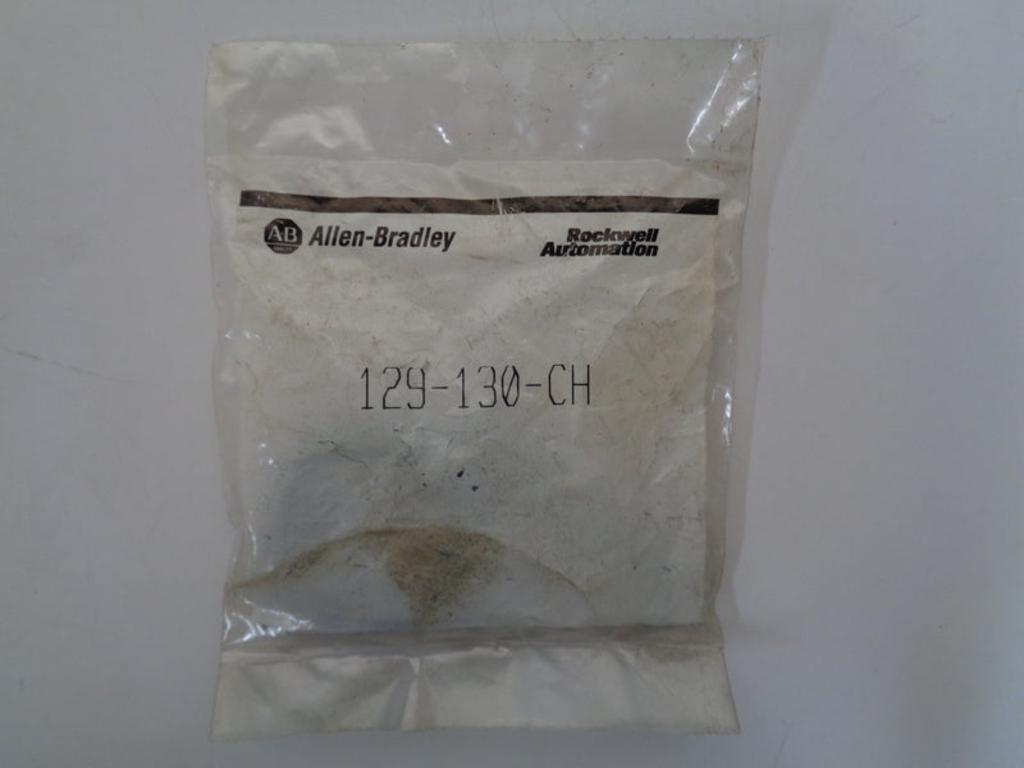 AB Allen-Bradley
Rockwell
Automation
129-130-CH